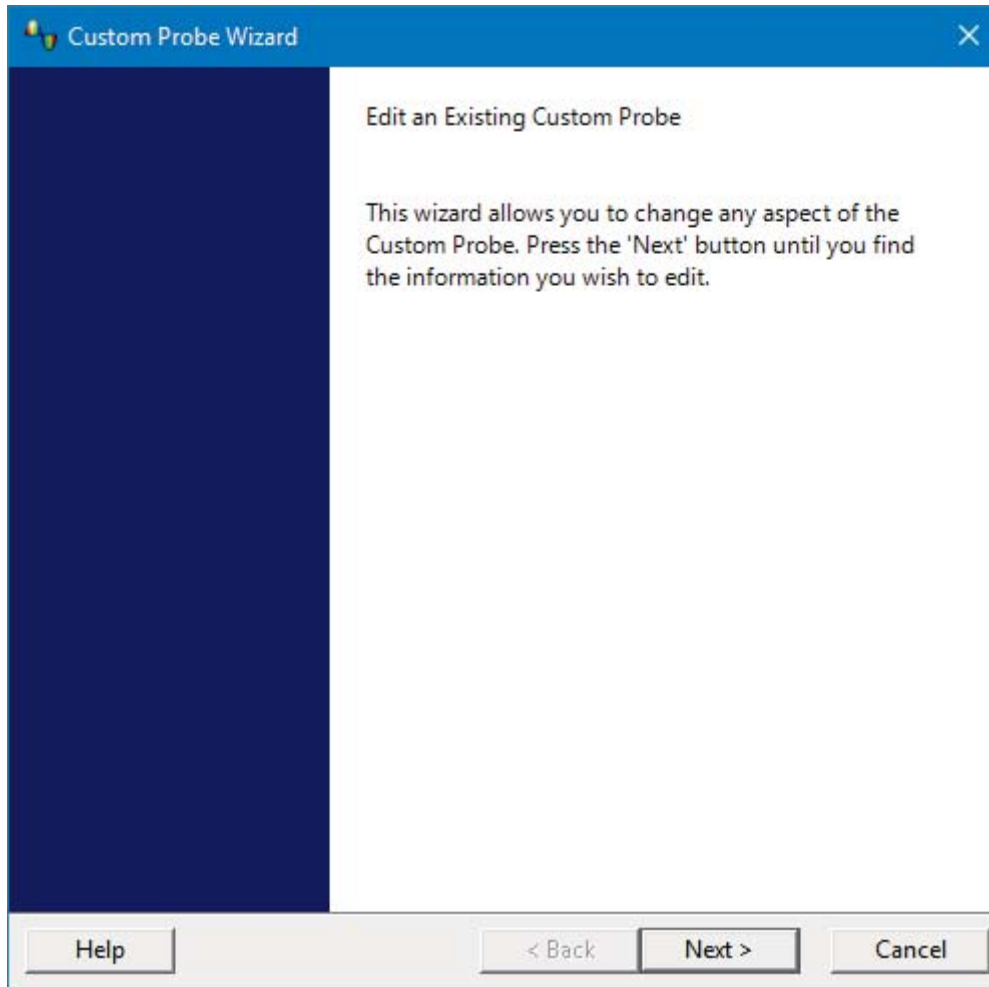 Custom Probe Wizard
Edit an Existing Custom Probe
This wizard allows you to change any aspect of the
Custom Probe. Press the 'Next' button until you find
the information you wish to edit.
Help
< Back
Next >
Cancel